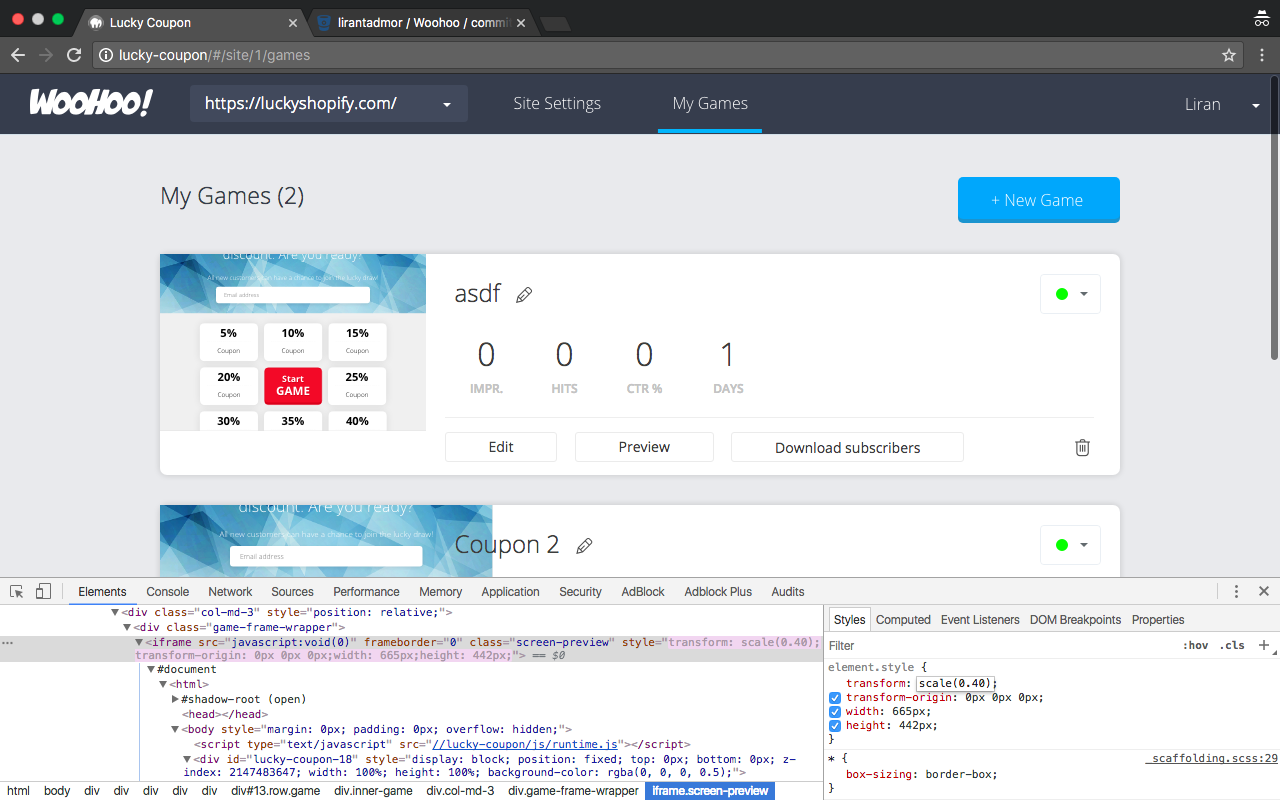 Lucky Coupon
lirantadmor / Woohoo / commit
lucky-coupon/#/site/1/games
WOOHOO!
https://luckyshopify.com/
Site Settings
My Games
Liran
My Games (2)
+ New Game
discount. Are you ready?
All new customers can have a chance to join the lucky draw!
Email address
5%
10%
15%
Coupon
Coupon
Coupon
20%
Start
GAME
25%
Coupon
Coupon
30%
35%
40%
asdf
0
0
0
1
IMPR.
HITS
CTR %
DAYS
Edit
Preview
Download subscribers
discount. Are you ready?
All new customers can have a chance to join the lucky draw!
Email address
Coupon 2
Elements
Console
Network
Sources
Performance
Memory
Application
Security
AdBlock
Adblock Plus
Audits
<div class="col-md-3" style="position: relative;">
<div class="game-frame-wrapper">
<iframe src="javascript:void(0)" frameborder="0" class="screen-preview" style="transform: scale(0.40);
transform-origin: 0px 0px 0px;width: 665px;height: 442px;"> == $0
#document
<html>
#shadow-root (open)
<head></head>
<body style="margin: 0px; padding: 0px; overflow: hidden;">
<script type="text/javascript" src="//lucky-coupon/js/runtime.js"></script>
<div id="lucky-coupon-18" style="display: block; position: fixed; top: 0px; bottom: 0px; z-
index: 2147483647; width: 100%; height: 100%; background-color: rgba(0, 0, 0, 0.5);">
html
body
div
div
div
div
div
div#13.row.game
div.inner-game
div.col-md-3
div.game-frame-wrapper
iframe.screen-preview
Styles
Computed
Event Listeners
DOM Breakpoints
Properties
Filter
:hov
.cls
+
element.style {
transform: scale(0.40);
transform-origin: 0px 0px 0px;
width: 665px;
height: 442px;
}
* {
_scaffolding.scss:29
box-sizing: border-box;
}